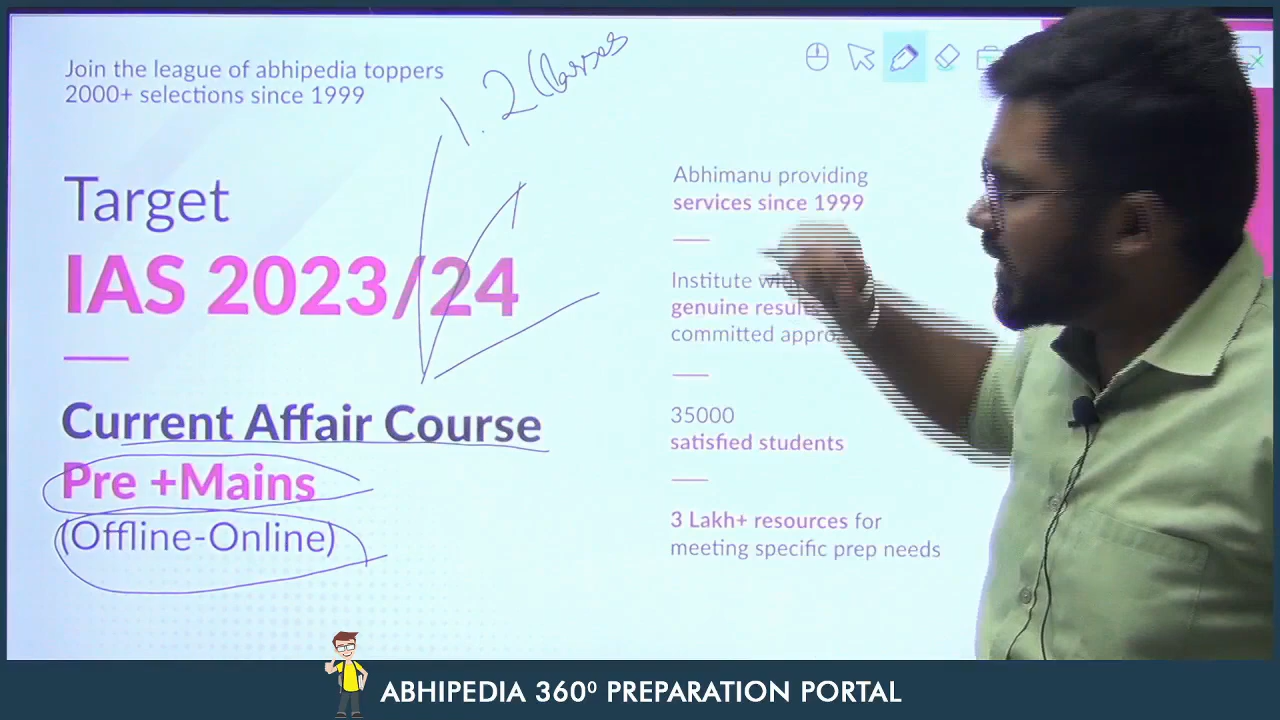 Join the league of abhipedia toppers
2000+ selections since 1999
1. 2 Classes
Target
IAS 2023/24
Current Affair Course
Pre +Mains
(Offline-Online)
Abhimanu providing
services since 1999
Institute
genuine
committed
35000
satisfied students
3 Lakh+ resources for
meeting specific prep needs
ABHIPEDIA 360⁰ PREPARATION PORTAL